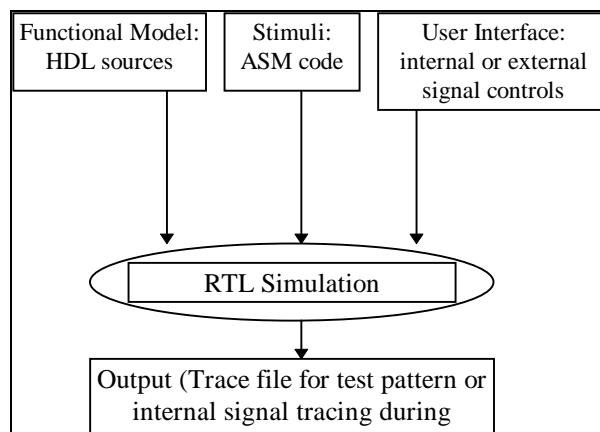 Functional Model:
HDL sources
Stimuli:
ASM code
User Interface:
internal or external
signal controls
RTL Simulation
Output (Trace file for test pattern or
internal signal tracing during